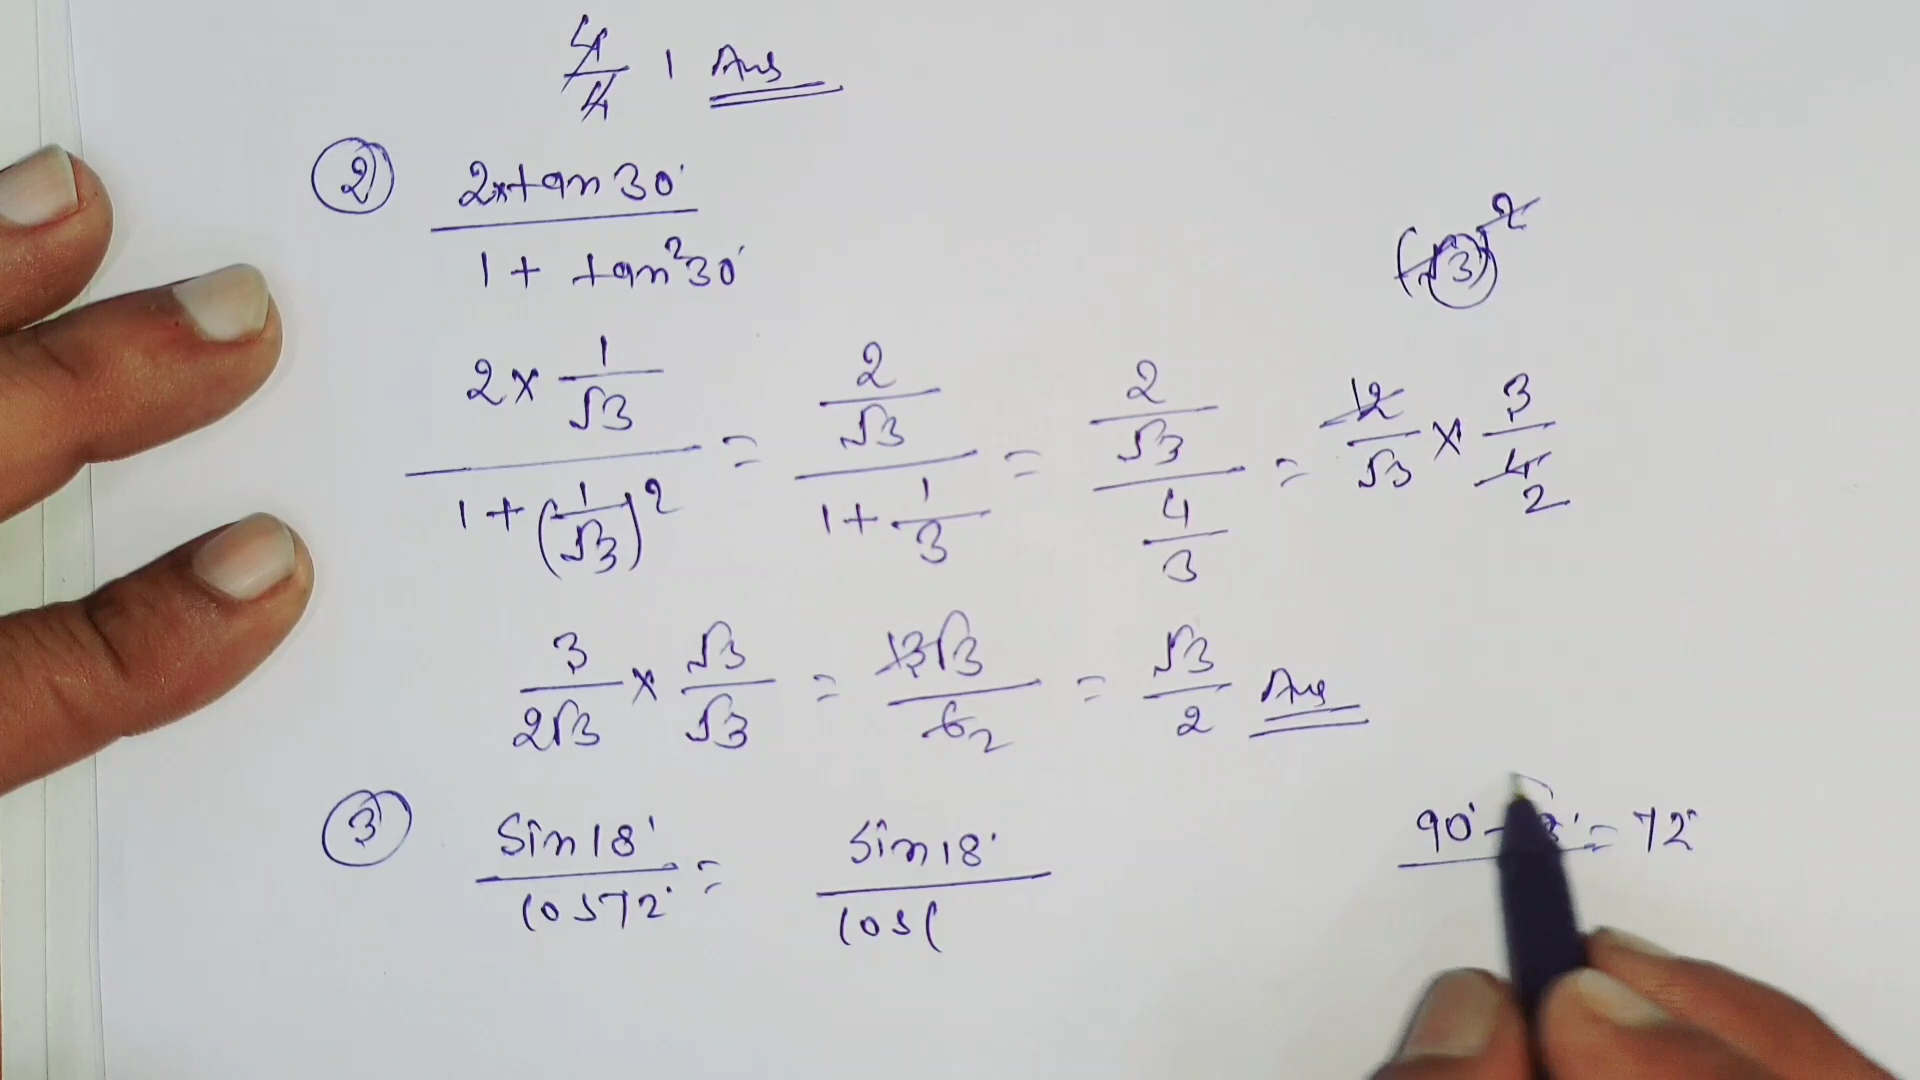 4/4 1 Ans
② 2×tan30° / 1 + tan²30°
(√3)²
2 × 1/√3 / 1 + (1/√3)² = 2/√3 / 1 + 1/3 = 2/√3 / 4/3 = 12/√3 × 3/4 2
3/2√3 × √3/√3 = 13√3/6 2 = √3/2 Ans
③ Sin18° / cos72° = Sin18° / cos(
90° - = 72°